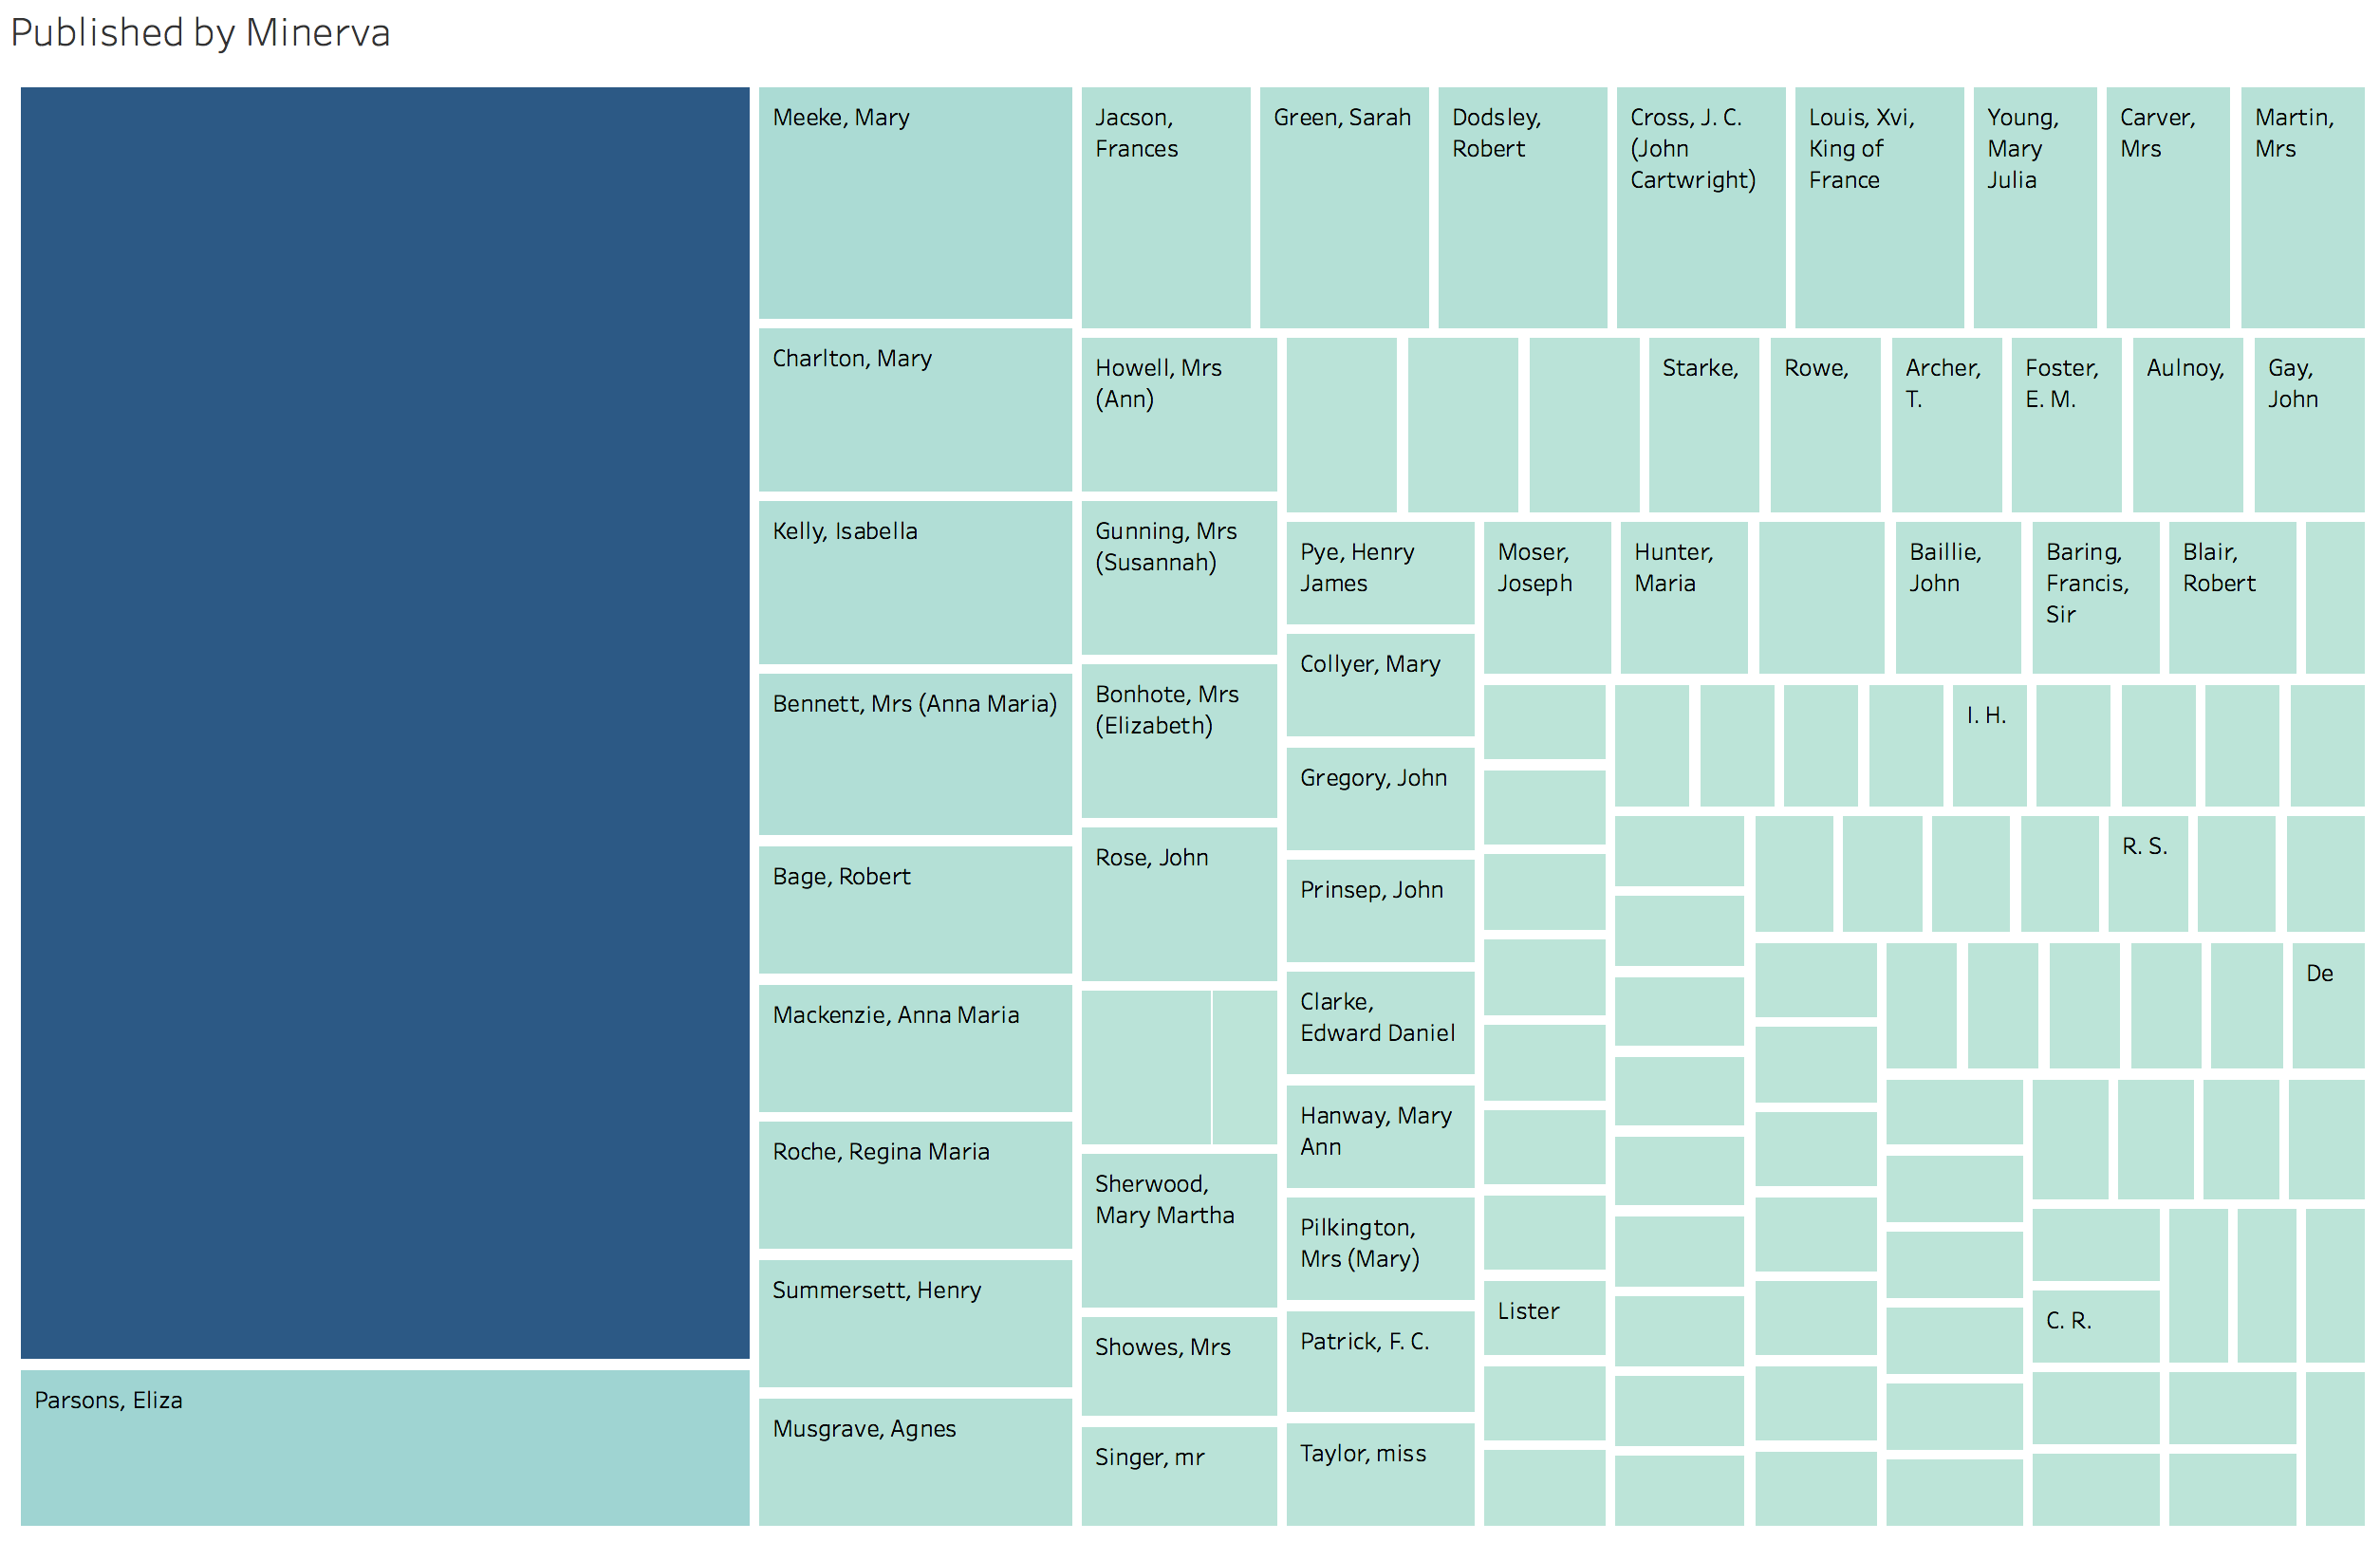 Published by Minerva
Parsons, Eliza
Meeke, Mary
Charlton, Mary
Kelly, Isabella
Bennett, Mrs (Anna Maria)
Bage, Robert
Mackenzie, Anna Maria
Roche, Regina Maria
Summersett, Henry
Musgrave, Agnes
Jacson,
Frances
Green, Sarah
Dodsley,
Robert
Cross, J. C.
(John
Cartwright)
Louis, Xvi,
King of
France
Young,
Mary
Julia
Carver,
Mrs
Martin,
Mrs
Howell, Mrs
(Ann)
Gunning, Mrs
(Susannah)
Bonhote, Mrs
(Elizabeth)
Rose, John
Sherwood,
Mary Martha
Showes, Mrs
Singer, mr
Starke,
Rowe,
Archer,
T.
Foster,
E. M.
Aulnoy,
Gay,
John
Pye, Henry
James
Collyer, Mary
Gregory, John
Prinsep, John
Clarke,
Edward Daniel
Hanway, Mary
Ann
Pilkington,
Mrs (Mary)
Patrick, F. C.
Taylor, miss
Moser,
Joseph
Hunter,
Maria
Baillie,
John
Baring,
Francis,
Sir
Blair,
Robert
I. H.
R. S.
De
Lister
C. R.